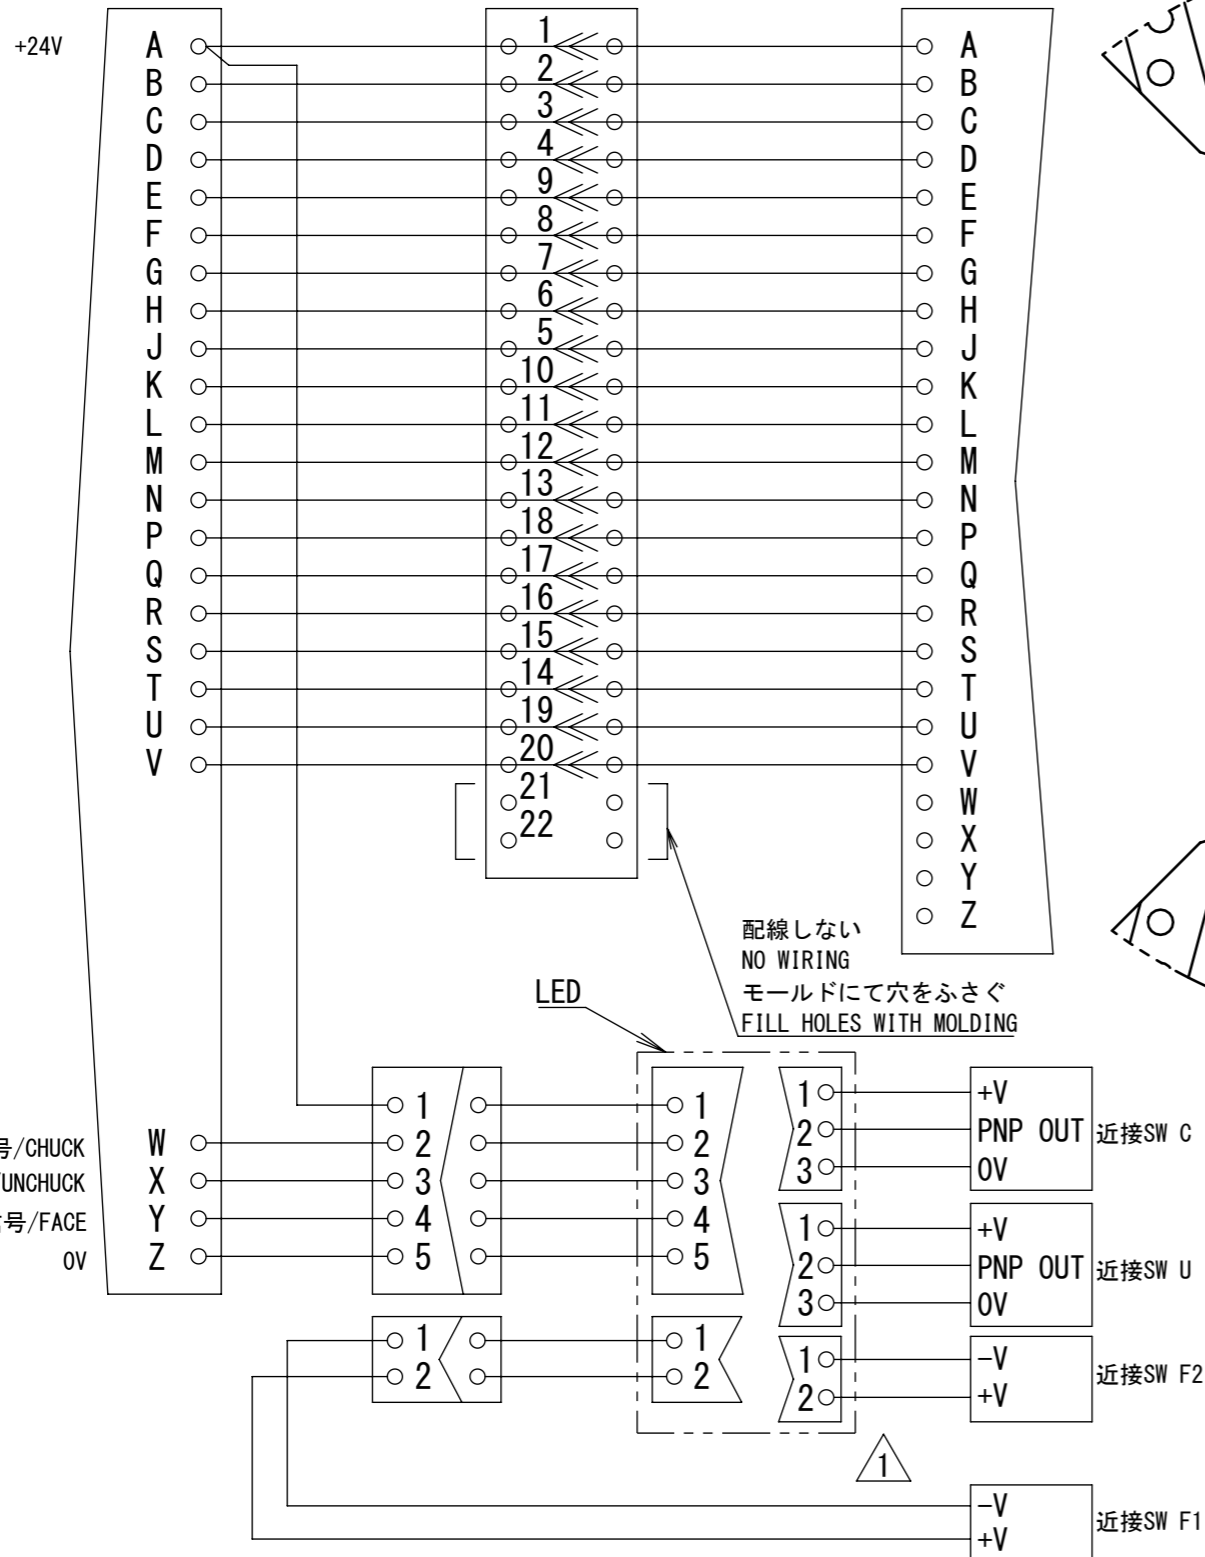 +24V A 1 A
B 2 B
C 3 C
D 4 D
E 9 E
F 8 F
G 7 G
H 6 H
J 5 J
K 10 K
L 11 L
M 12 M
N 13 N
P 18 P
Q 17 Q
R 16 R
S 15 S
T 14 T
U 19 U
V 20 V
21 W
22 X
Y
Z
配線しない
NO WIRING
モールドにて穴をふさぐ
FILL HOLES WITH MOLDING
LED
1 1 1 +V
号/CHUCK W 2 2 2 PNP OUT 近接SW C
/UNCHUCK X 3 3 3 0V
号/FACE Y 4 4 1 +V
0V Z 5 5 2 PNP OUT 近接SW U
3 0V
1 1 1 -V
2 2 2 +V 近接SW F2
1
-V
+V 近接SW F1